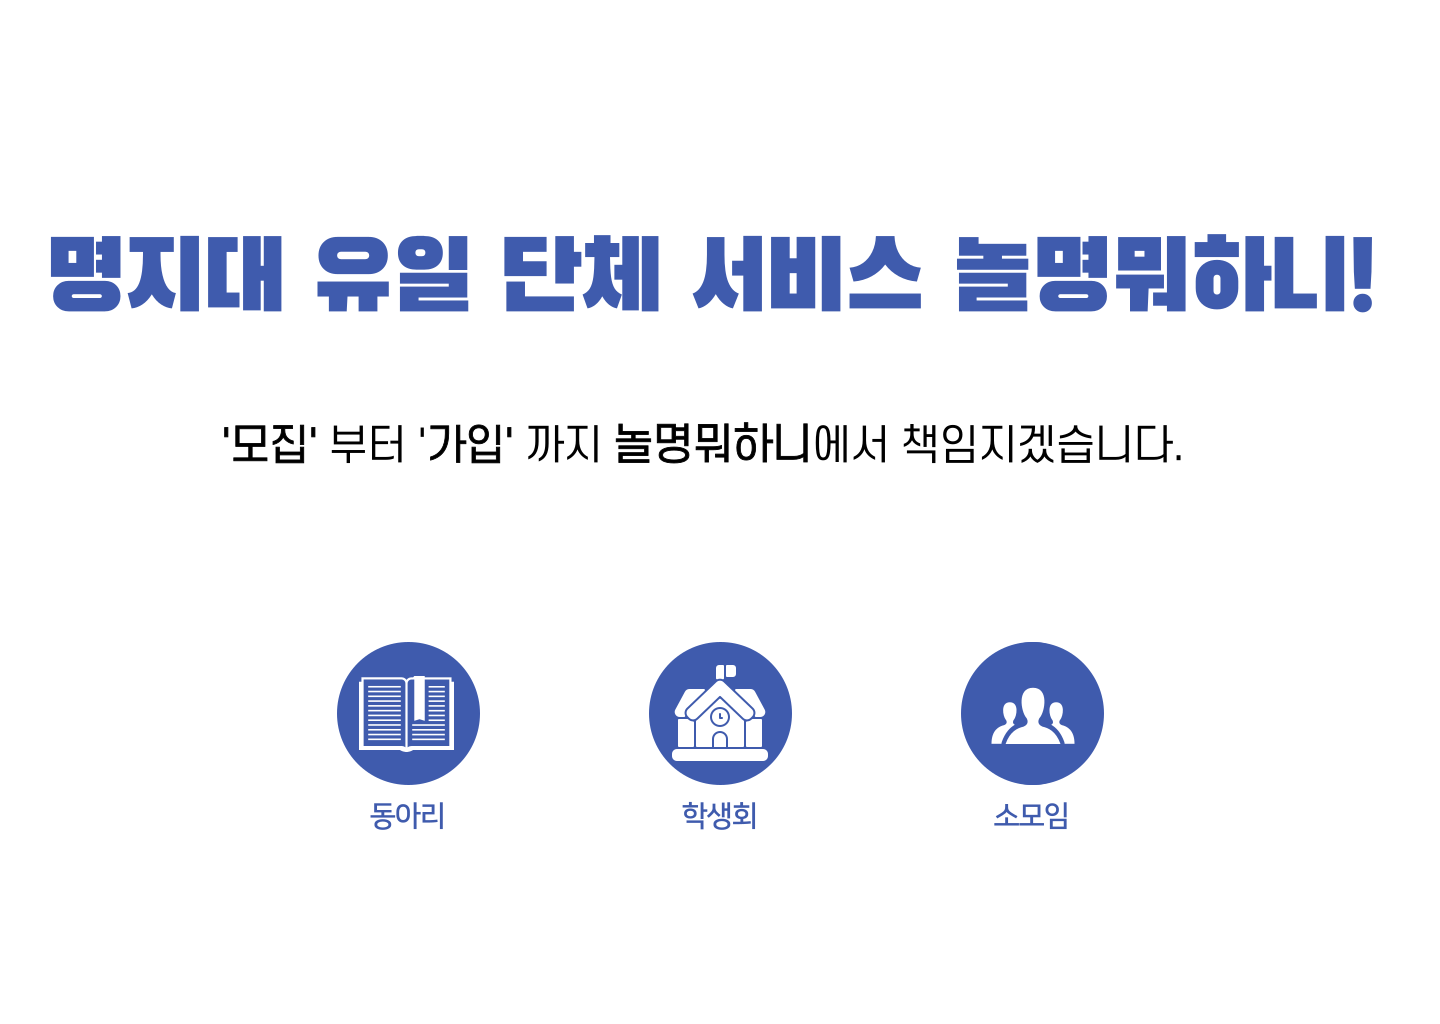 명지대 유일 단체 서비스 놀명뭐하니!
'모집' 부터 '가입' 까지 놀명뭐하니에서 책임지겠습니다.
동아리 학생회 소모임